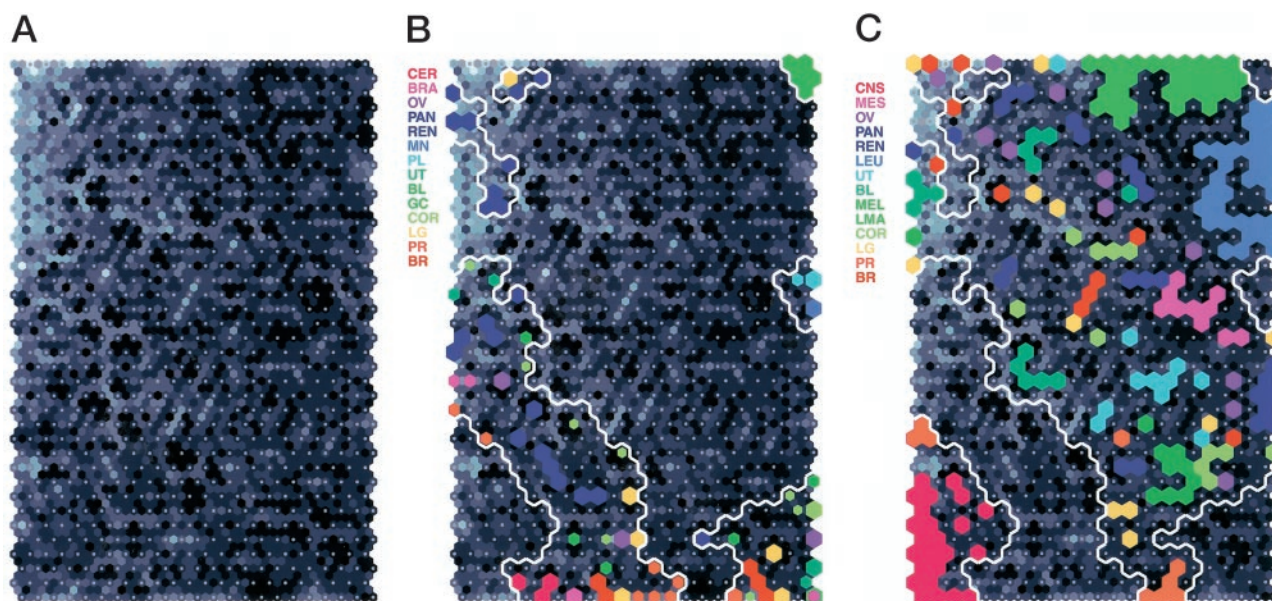 A
B
C
CER
BRA
OV
PAN
REN
MN
PL
UT
BL
GC
COR
LG
PR
BR
CNS
MES
OV
PAN
REN
LEU
UT
BL
MEL
LMA
COR
LG
PR
BR